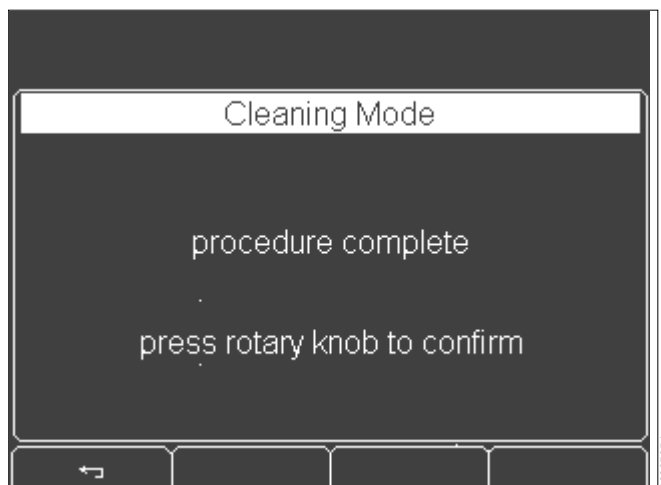 Cleaning Mode
procedure complete
press rotary knob to confirm